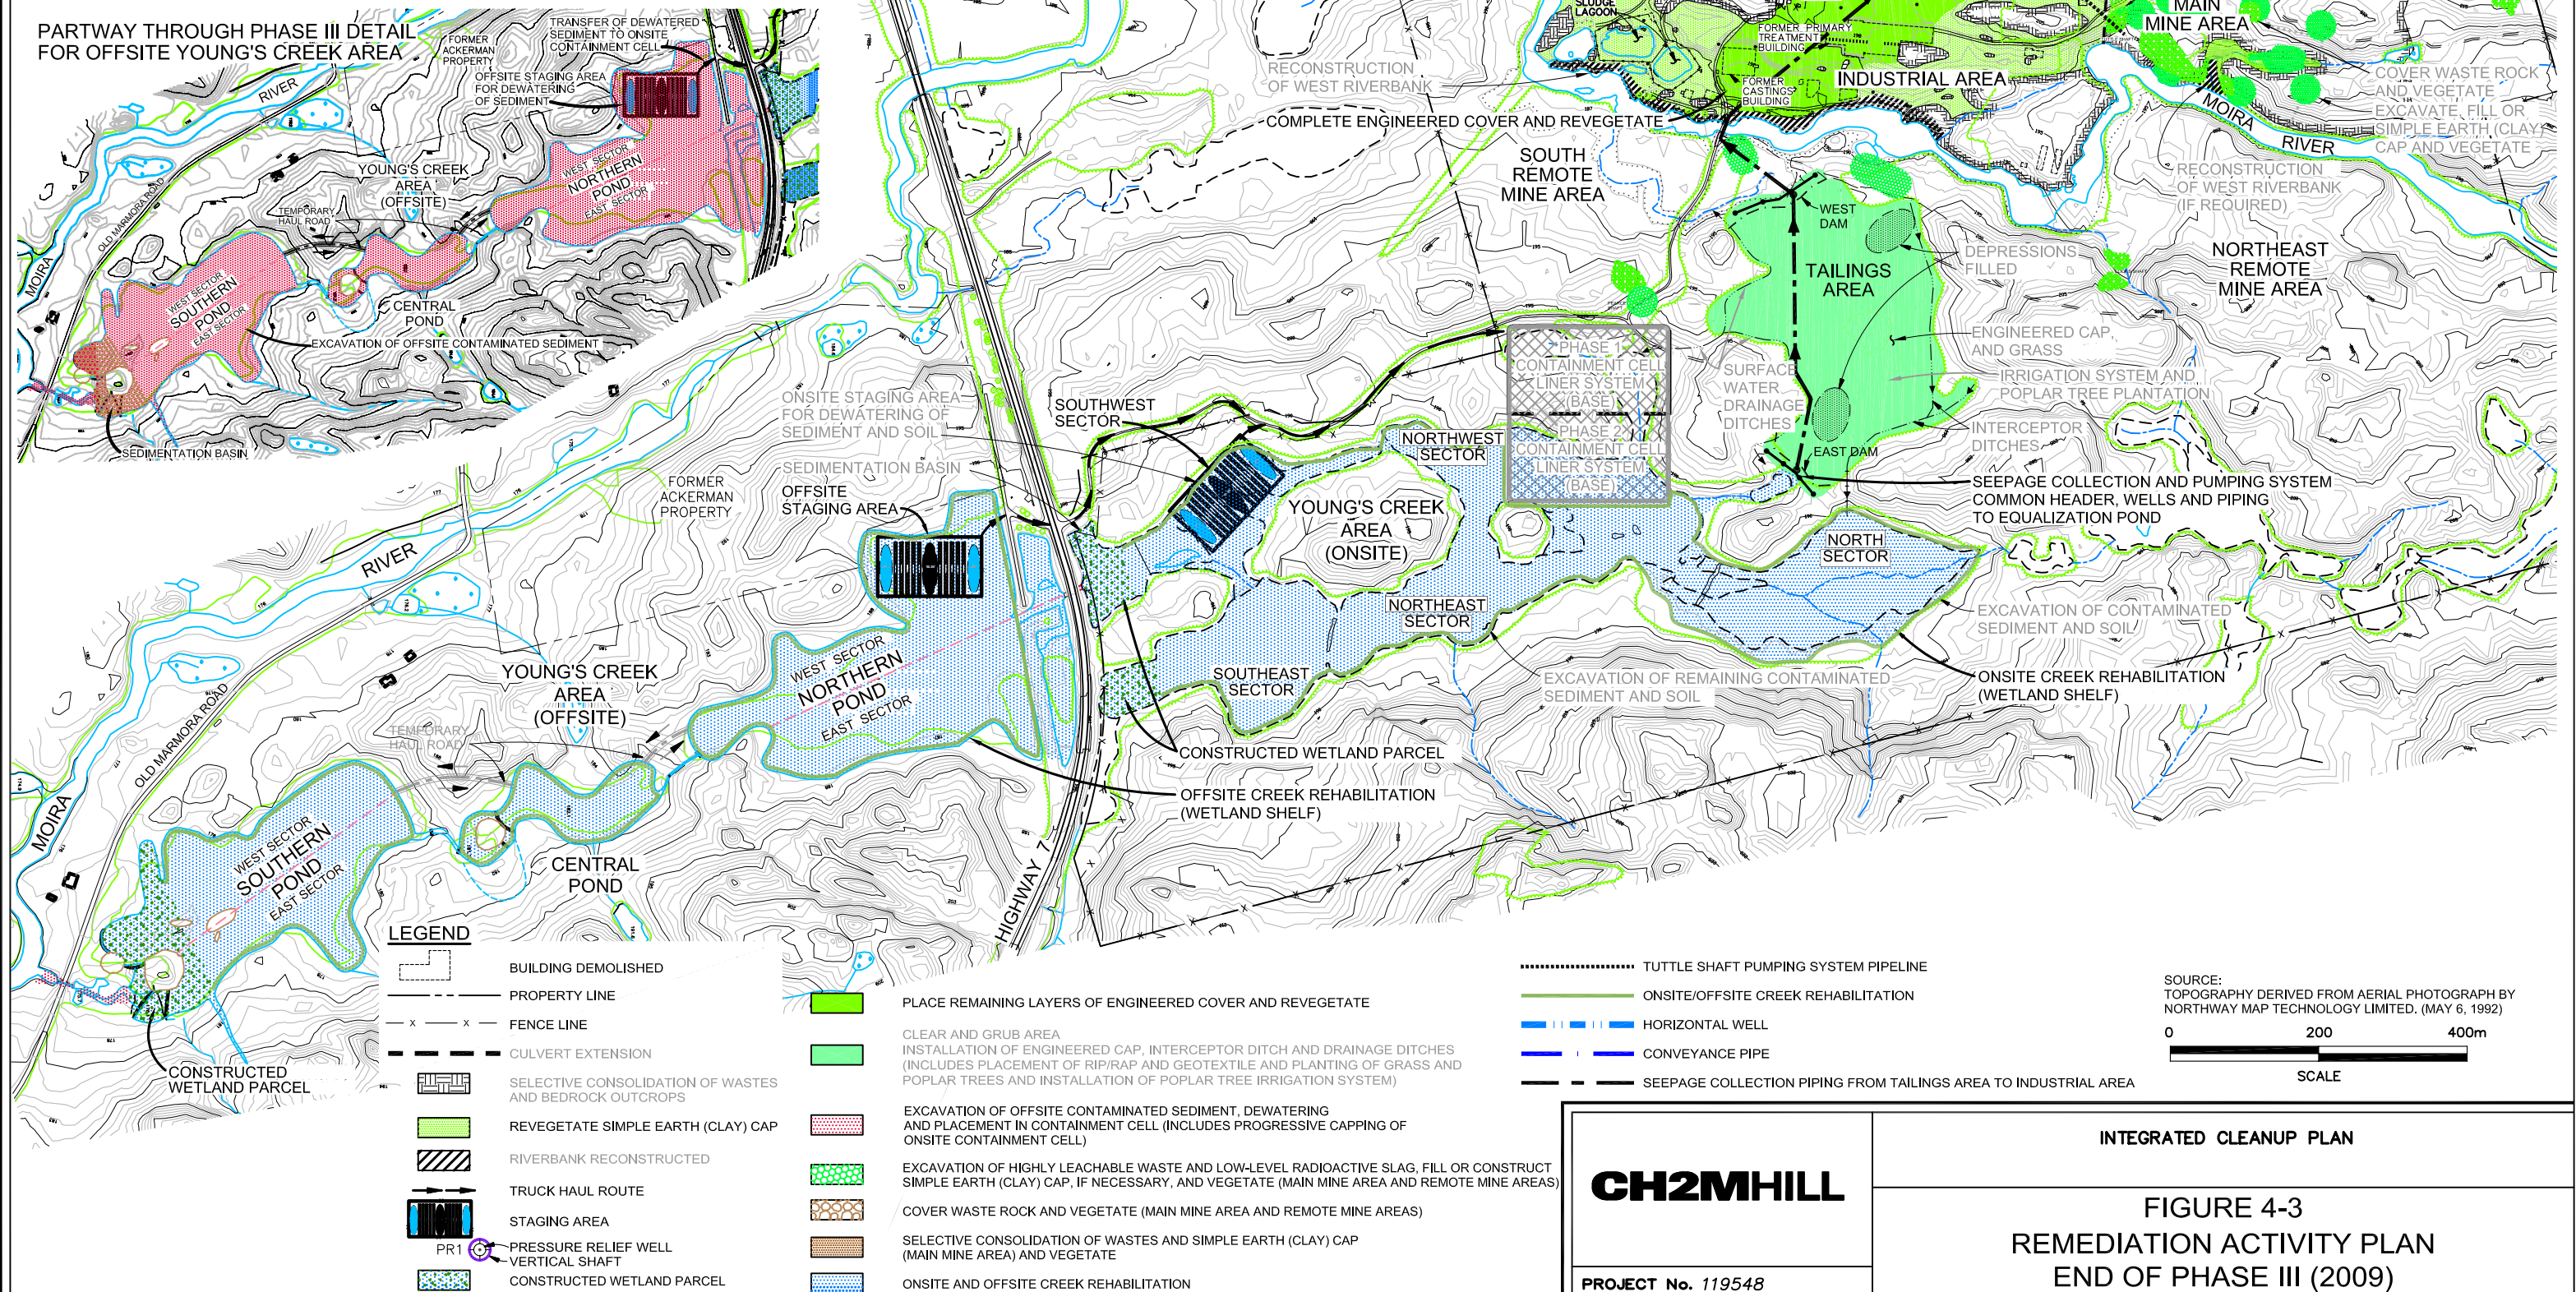 PARTWAY THROUGH PHASE III DETAIL
FOR OFFSITE YOUNG'S CREEK AREA
FORMER
ACKERMAN
PROPERTY
TRANSFER OF DEWATERED
SEDIMENT TO ONSITE
CONTAINMENT CELL
OFFSITE STAGING AREA
FOR DEWATERING
OF SEDIMENT
RIVER
MOIRA
OLD MARMORA ROAD
YOUNG'S CREEK
AREA
(OFFSITE)
TEMPORARY
HAUL ROAD
WEST SECTOR
NORTHERN
POND
EAST SECTOR
WEST SECTOR
SOUTHERN
POND
EAST SECTOR
CENTRAL
POND
EXCAVATION OF OFFSITE CONTAMINATED SEDIMENT
SEDIMENTATION BASIN
SLUDGE
LAGOON
FORMER PRIMARY
TREATMENT
BUILDING
FORMER
CASTINGS
BUILDING
INDUSTRIAL AREA
MAIN
MINE AREA
RECONSTRUCTION
OF WEST RIVERBANK
COMPLETE ENGINEERED COVER AND REVEGETATE
COVER WASTE ROCK
AND VEGETATE
EXCAVATE, FILL OR
SIMPLE EARTH (CLAY)
CAP AND VEGETATE
MOIRA
RIVER
RECONSTRUCTION
OF WEST RIVERBANK
(IF REQUIRED)
SOUTH
REMOTE
MINE AREA
WEST
DAM
TAILINGS
AREA
DEPRESSIONS
FILLED
NORTHEAST
REMOTE
MINE AREA
ENGINEERED CAP,
AND GRASS
IRRIGATION SYSTEM AND
POPLAR TREE PLANTATION
INTERCEPTOR
DITCHES
SURFACE
WATER
DRAINAGE
DITCHES
EAST DAM
SEEPAGE COLLECTION AND PUMPING SYSTEM
COMMON HEADER, WELLS AND PIPING
TO EQUALIZATION POND
PHASE 1
CONTAINMENT CELL
LINER SYSTEM
(BASE)
PHASE 2
CONTAINMENT CELL
LINER SYSTEM
(BASE)
ONSITE STAGING AREA
FOR DEWATERING OF
SEDIMENT AND SOIL
SOUTHWEST
SECTOR
NORTHWEST
SECTOR
SEDIMENTATION BASIN
OFFSITE
STAGING AREA
FORMER
ACKERMAN
PROPERTY
YOUNG'S CREEK
AREA
(ONSITE)
NORTH
SECTOR
NORTHEAST
SECTOR
SOUTHEAST
SECTOR
EXCAVATION OF CONTAMINATED
SEDIMENT AND SOIL
EXCAVATION OF REMAINING CONTAMINATED
SEDIMENT AND SOIL
ONSITE CREEK REHABILITATION
(WETLAND SHELF)
CONSTRUCTED WETLAND PARCEL
OFFSITE CREEK REHABILITATION
(WETLAND SHELF)
RIVER
MOIRA
OLD MARMORA ROAD
YOUNG'S CREEK
AREA
(OFFSITE)
TEMPORARY
HAUL ROAD
WEST SECTOR
NORTHERN
POND
EAST SECTOR
WEST SECTOR
SOUTHERN
POND
EAST SECTOR
CENTRAL
POND
HIGHWAY 7
CONSTRUCTED
WETLAND PARCEL
LEGEND
BUILDING DEMOLISHED
PROPERTY LINE
FENCE LINE
CULVERT EXTENSION
SELECTIVE CONSOLIDATION OF WASTES
AND BEDROCK OUTCROPS
REVEGETATE SIMPLE EARTH (CLAY) CAP
RIVERBANK RECONSTRUCTED
TRUCK HAUL ROUTE
STAGING AREA
PR1
PRESSURE RELIEF WELL
VERTICAL SHAFT
CONSTRUCTED WETLAND PARCEL
PLACE REMAINING LAYERS OF ENGINEERED COVER AND REVEGETATE
CLEAR AND GRUB AREA
INSTALLATION OF ENGINEERED CAP, INTERCEPTOR DITCH AND DRAINAGE DITCHES
(INCLUDES PLACEMENT OF RIP/RAP AND GEOTEXTILE AND PLANTING OF GRASS AND
POPLAR TREES AND INSTALLATION OF POPLAR TREE IRRIGATION SYSTEM)
EXCAVATION OF OFFSITE CONTAMINATED SEDIMENT, DEWATERING
AND PLACEMENT IN CONTAINMENT CELL (INCLUDES PROGRESSIVE CAPPING OF
ONSITE CONTAINMENT CELL)
EXCAVATION OF HIGHLY LEACHABLE WASTE AND LOW-LEVEL RADIOACTIVE SLAG, FILL OR CONSTRUCT
SIMPLE EARTH (CLAY) CAP, IF NECESSARY, AND VEGETATE (MAIN MINE AREA AND REMOTE MINE AREAS)
COVER WASTE ROCK AND VEGETATE (MAIN MINE AREA AND REMOTE MINE AREAS)
SELECTIVE CONSOLIDATION OF WASTES AND SIMPLE EARTH (CLAY) CAP
(MAIN MINE AREA) AND VEGETATE
ONSITE AND OFFSITE CREEK REHABILITATION
TUTTLE SHAFT PUMPING SYSTEM PIPELINE
ONSITE/OFFSITE CREEK REHABILITATION
HORIZONTAL WELL
CONVEYANCE PIPE
SEEPAGE COLLECTION PIPING FROM TAILINGS AREA TO INDUSTRIAL AREA
SOURCE:
TOPOGRAPHY DERIVED FROM AERIAL PHOTOGRAPH BY
NORTHWAY MAP TECHNOLOGY LIMITED. (MAY 6, 1992)
0 200 400m
SCALE
CH2MHILL
PROJECT No. 119548
INTEGRATED CLEANUP PLAN
FIGURE 4-3
REMEDIATION ACTIVITY PLAN
END OF PHASE III (2009)